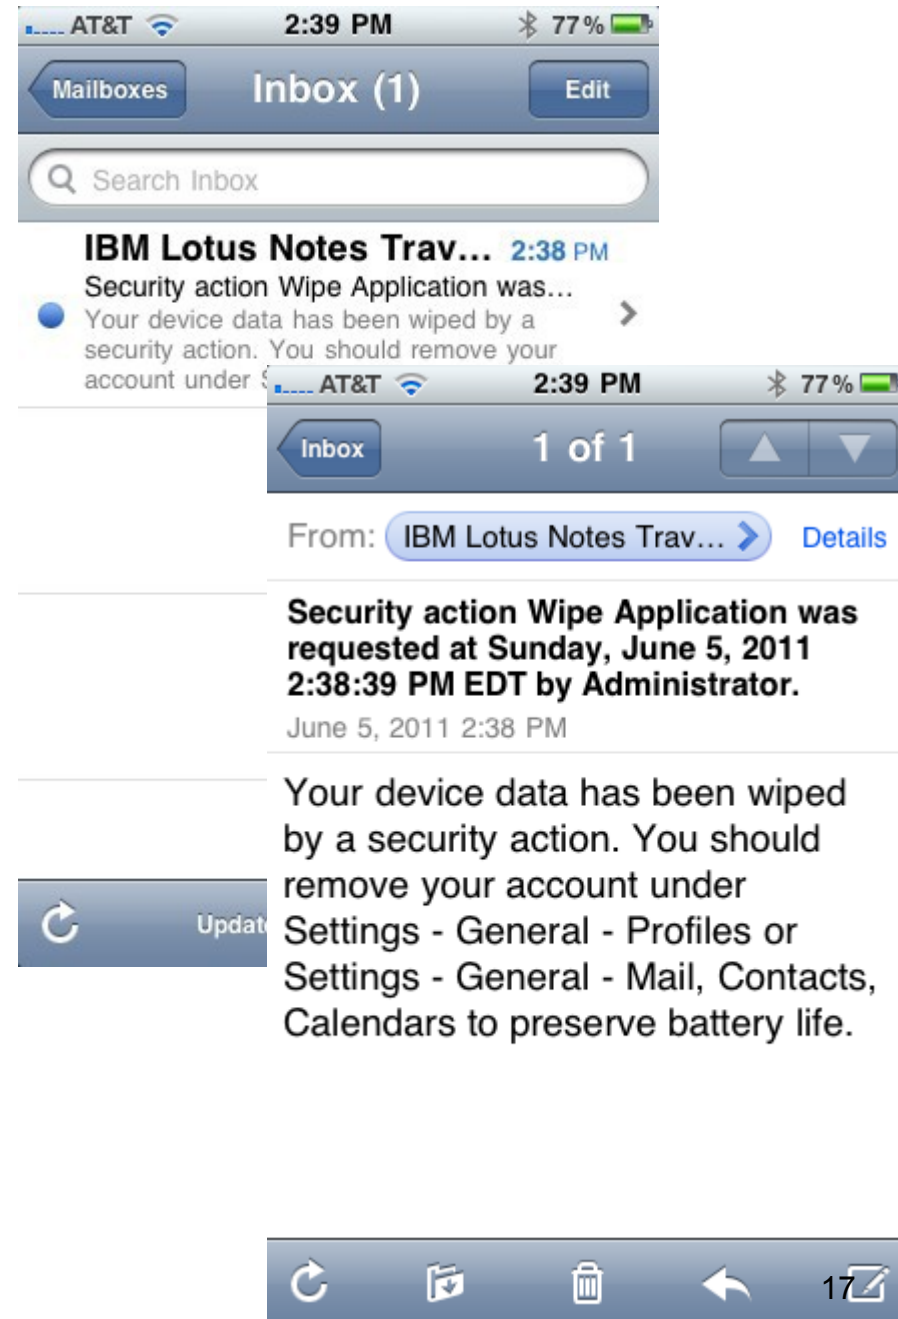 AT&T 2:39 PM 77%
Mailboxes Inbox (1) Edit
Search Inbox
IBM Lotus Notes Trav... 2:38 PM
Security action Wipe Application was...
Your device data has been wiped by a
security action. You should remove your
account under
Updat
AT&T 2:39 PM 77%
Inbox 1 of 1
From: IBM Lotus Notes Trav... Details
Security action Wipe Application was
requested at Sunday, June 5, 2011
2:38:39 PM EDT by Administrator.
June 5, 2011 2:38 PM
Your device data has been wiped
by a security action. You should
remove your account under
Settings - General - Profiles or
Settings - General - Mail, Contacts,
Calendars to preserve battery life.
17